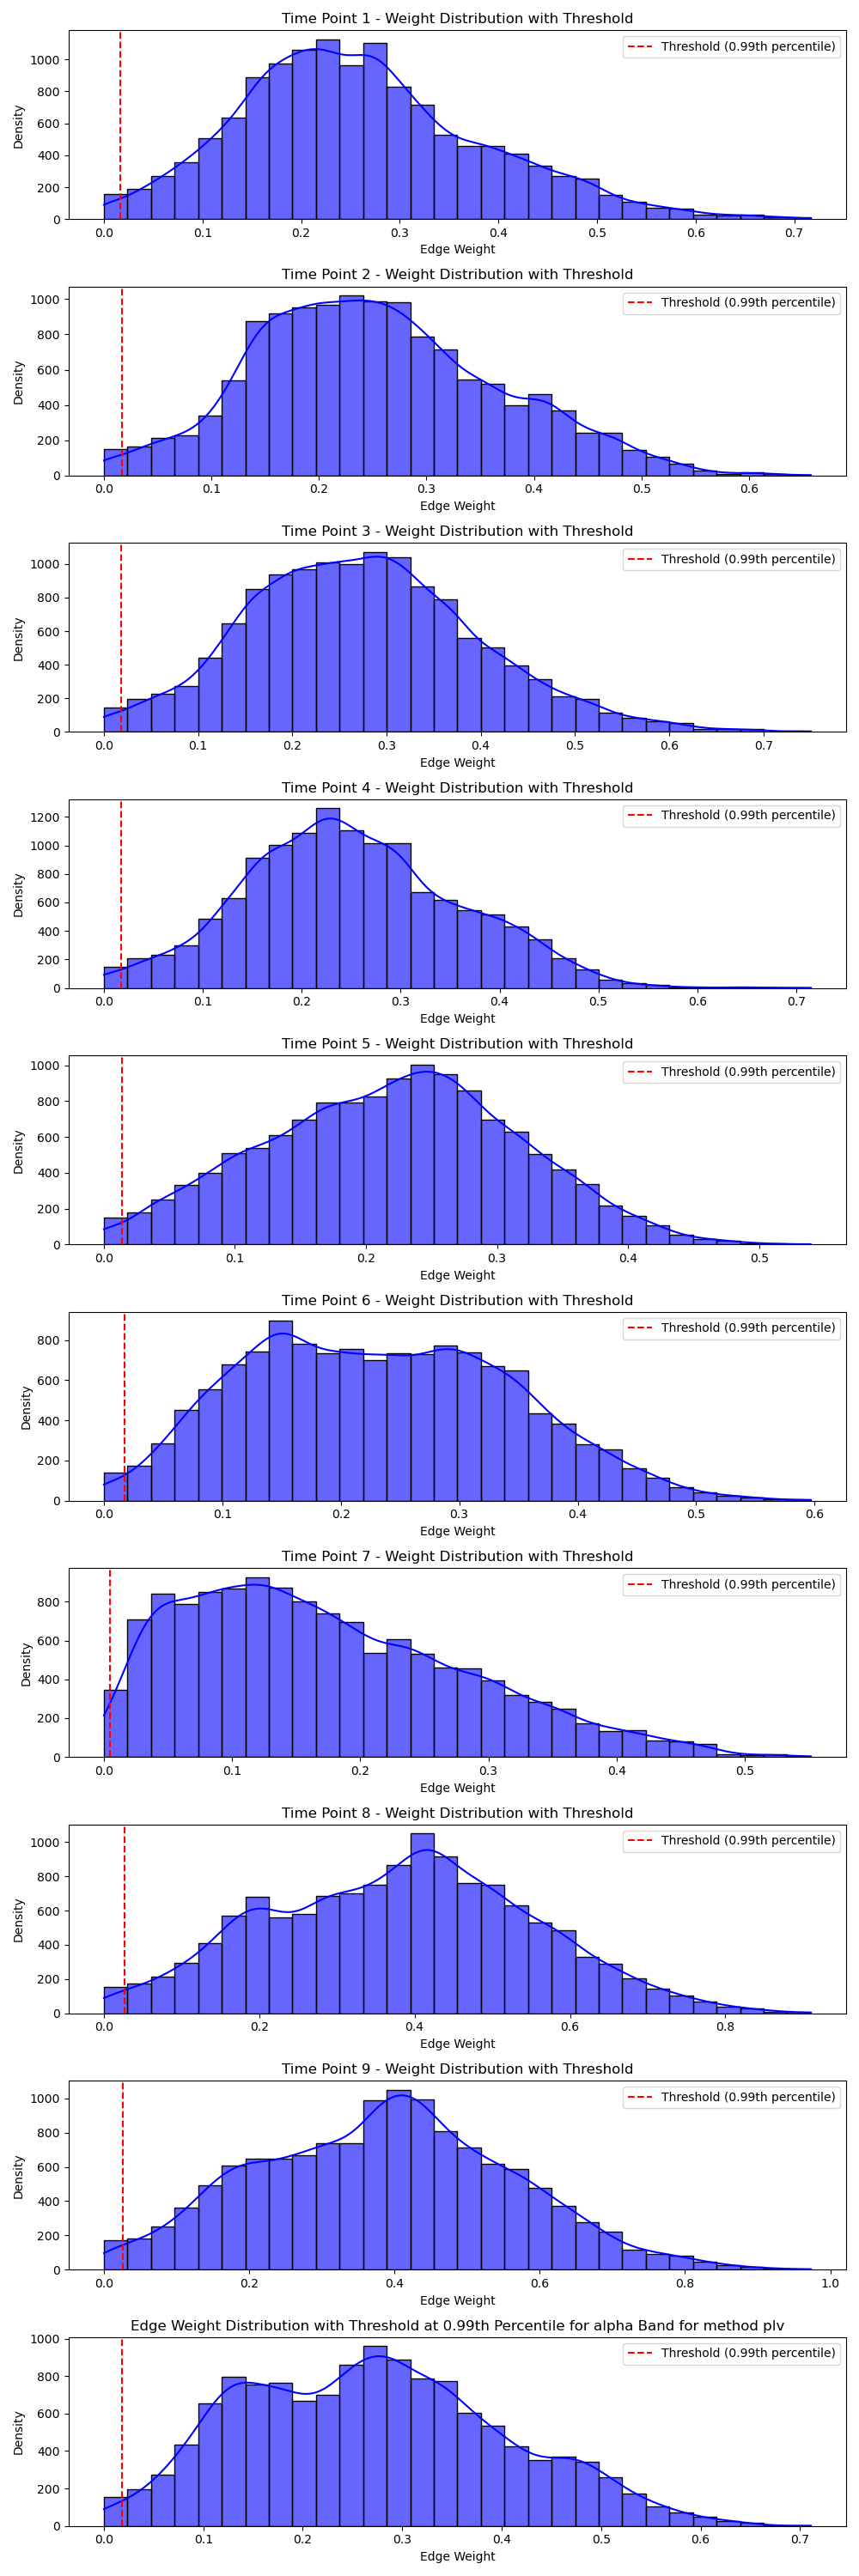 Time Point 1 - Weight Distribution with Threshold
Threshold (0.99th percentile)
Density
1000
800
600
400
200
0
0.0 0.1 0.2 0.3 0.4 0.5 0.6 0.7
Edge Weight
Time Point 2 - Weight Distribution with Threshold
Threshold (0.99th percentile)
Density
1000
800
600
400
200
0
0.0 0.1 0.2 0.3 0.4 0.5 0.6
Edge Weight
Time Point 3 - Weight Distribution with Threshold
Threshold (0.99th percentile)
Density
1000
800
600
400
200
0
0.0 0.1 0.2 0.3 0.4 0.5 0.6 0.7
Edge Weight
Time Point 4 - Weight Distribution with Threshold
Threshold (0.99th percentile)
Density
1200
1000
800
600
400
200
0
0.0 0.1 0.2 0.3 0.4 0.5 0.6 0.7
Edge Weight
Time Point 5 - Weight Distribution with Threshold
Threshold (0.99th percentile)
Density
1000
800
600
400
200
0
0.0 0.1 0.2 0.3 0.4 0.5
Edge Weight
Time Point 6 - Weight Distribution with Threshold
Threshold (0.99th percentile)
Density
800
600
400
200
0
0.0 0.1 0.2 0.3 0.4 0.5 0.6
Edge Weight
Time Point 7 - Weight Distribution with Threshold
Threshold (0.99th percentile)
Density
800
600
400
200
0
0.0 0.1 0.2 0.3 0.4 0.5
Edge Weight
Time Point 8 - Weight Distribution with Threshold
Threshold (0.99th percentile)
Density
1000
800
600
400
200
0
0.0 0.2 0.4 0.6 0.8
Edge Weight
Time Point 9 - Weight Distribution with Threshold
Threshold (0.99th percentile)
Density
1000
800
600
400
200
0
0.0 0.2 0.4 0.6 0.8 1.0
Edge Weight
Edge Weight Distribution with Threshold at 0.99th Percentile for alpha Band for method plv
Threshold (0.99th percentile)
Density
1000
800
600
400
200
0
0.0 0.1 0.2 0.3 0.4 0.5 0.6 0.7
Edge Weight